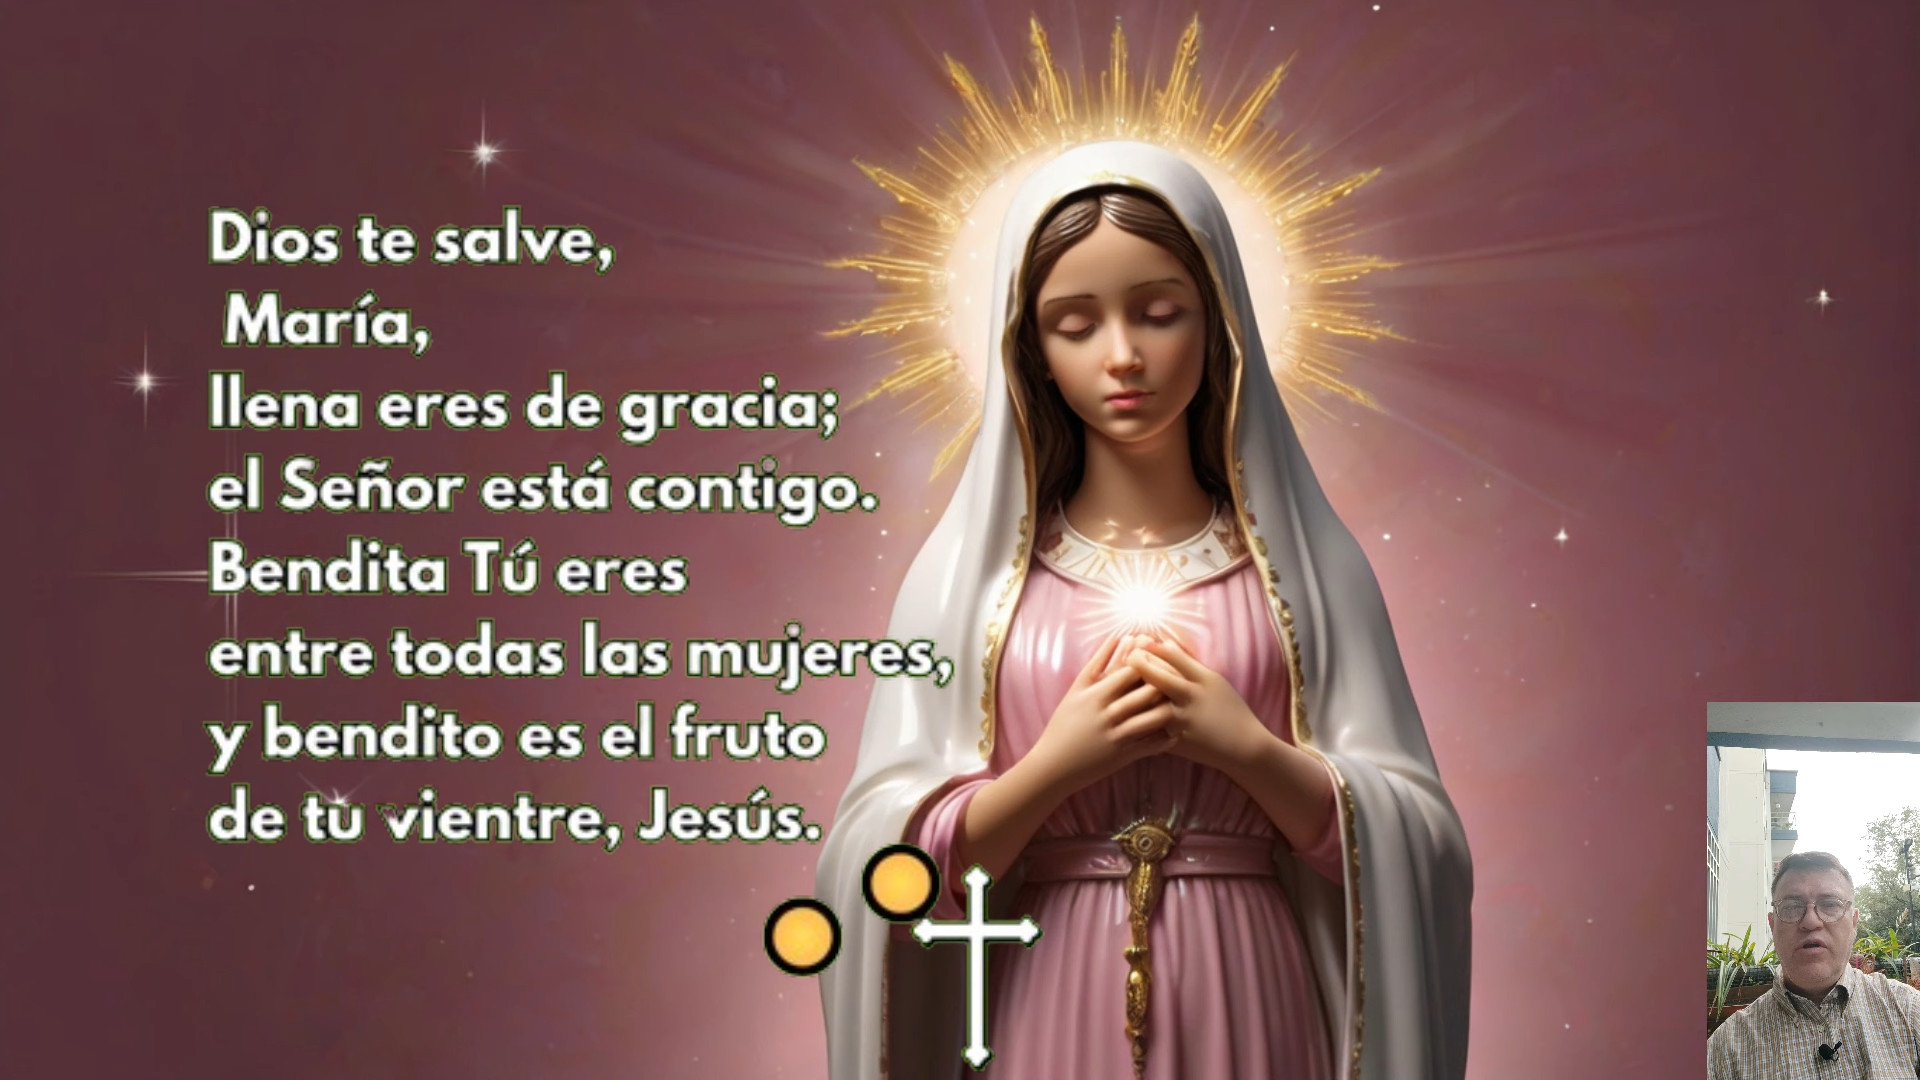 Dios te salve,
María,
llena eres de gracia;
el Señor está contigo.
Bendita Tú eres
entre todas las mujeres,
y bendito es el fruto
de tu vientre, Jesús.